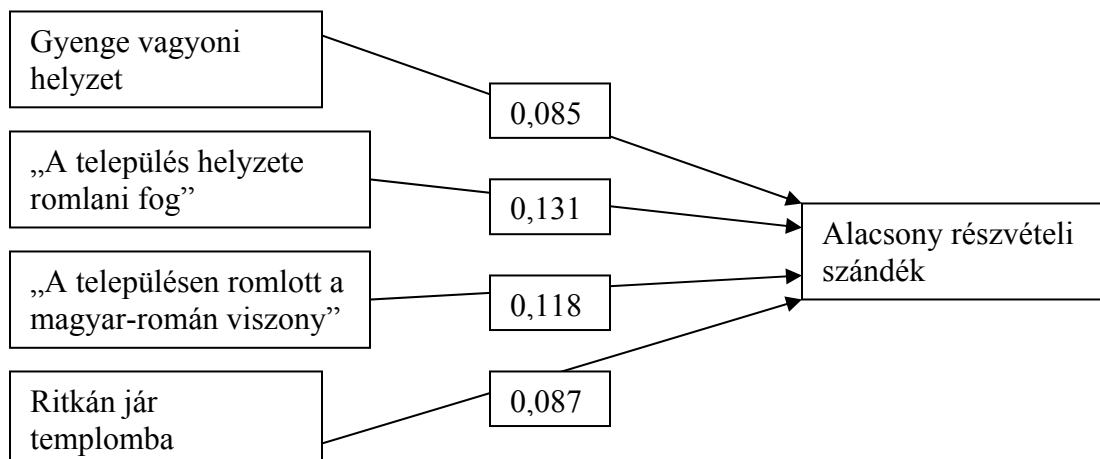 Gyenge vagyoni
helyzet
0,085
„A település helyzete
romlani fog”
0,131
„A településen romlott a
magyar-román viszony”
0,118
Ritkán jár
templomba
0,087
Alacsony részvételi
szándék